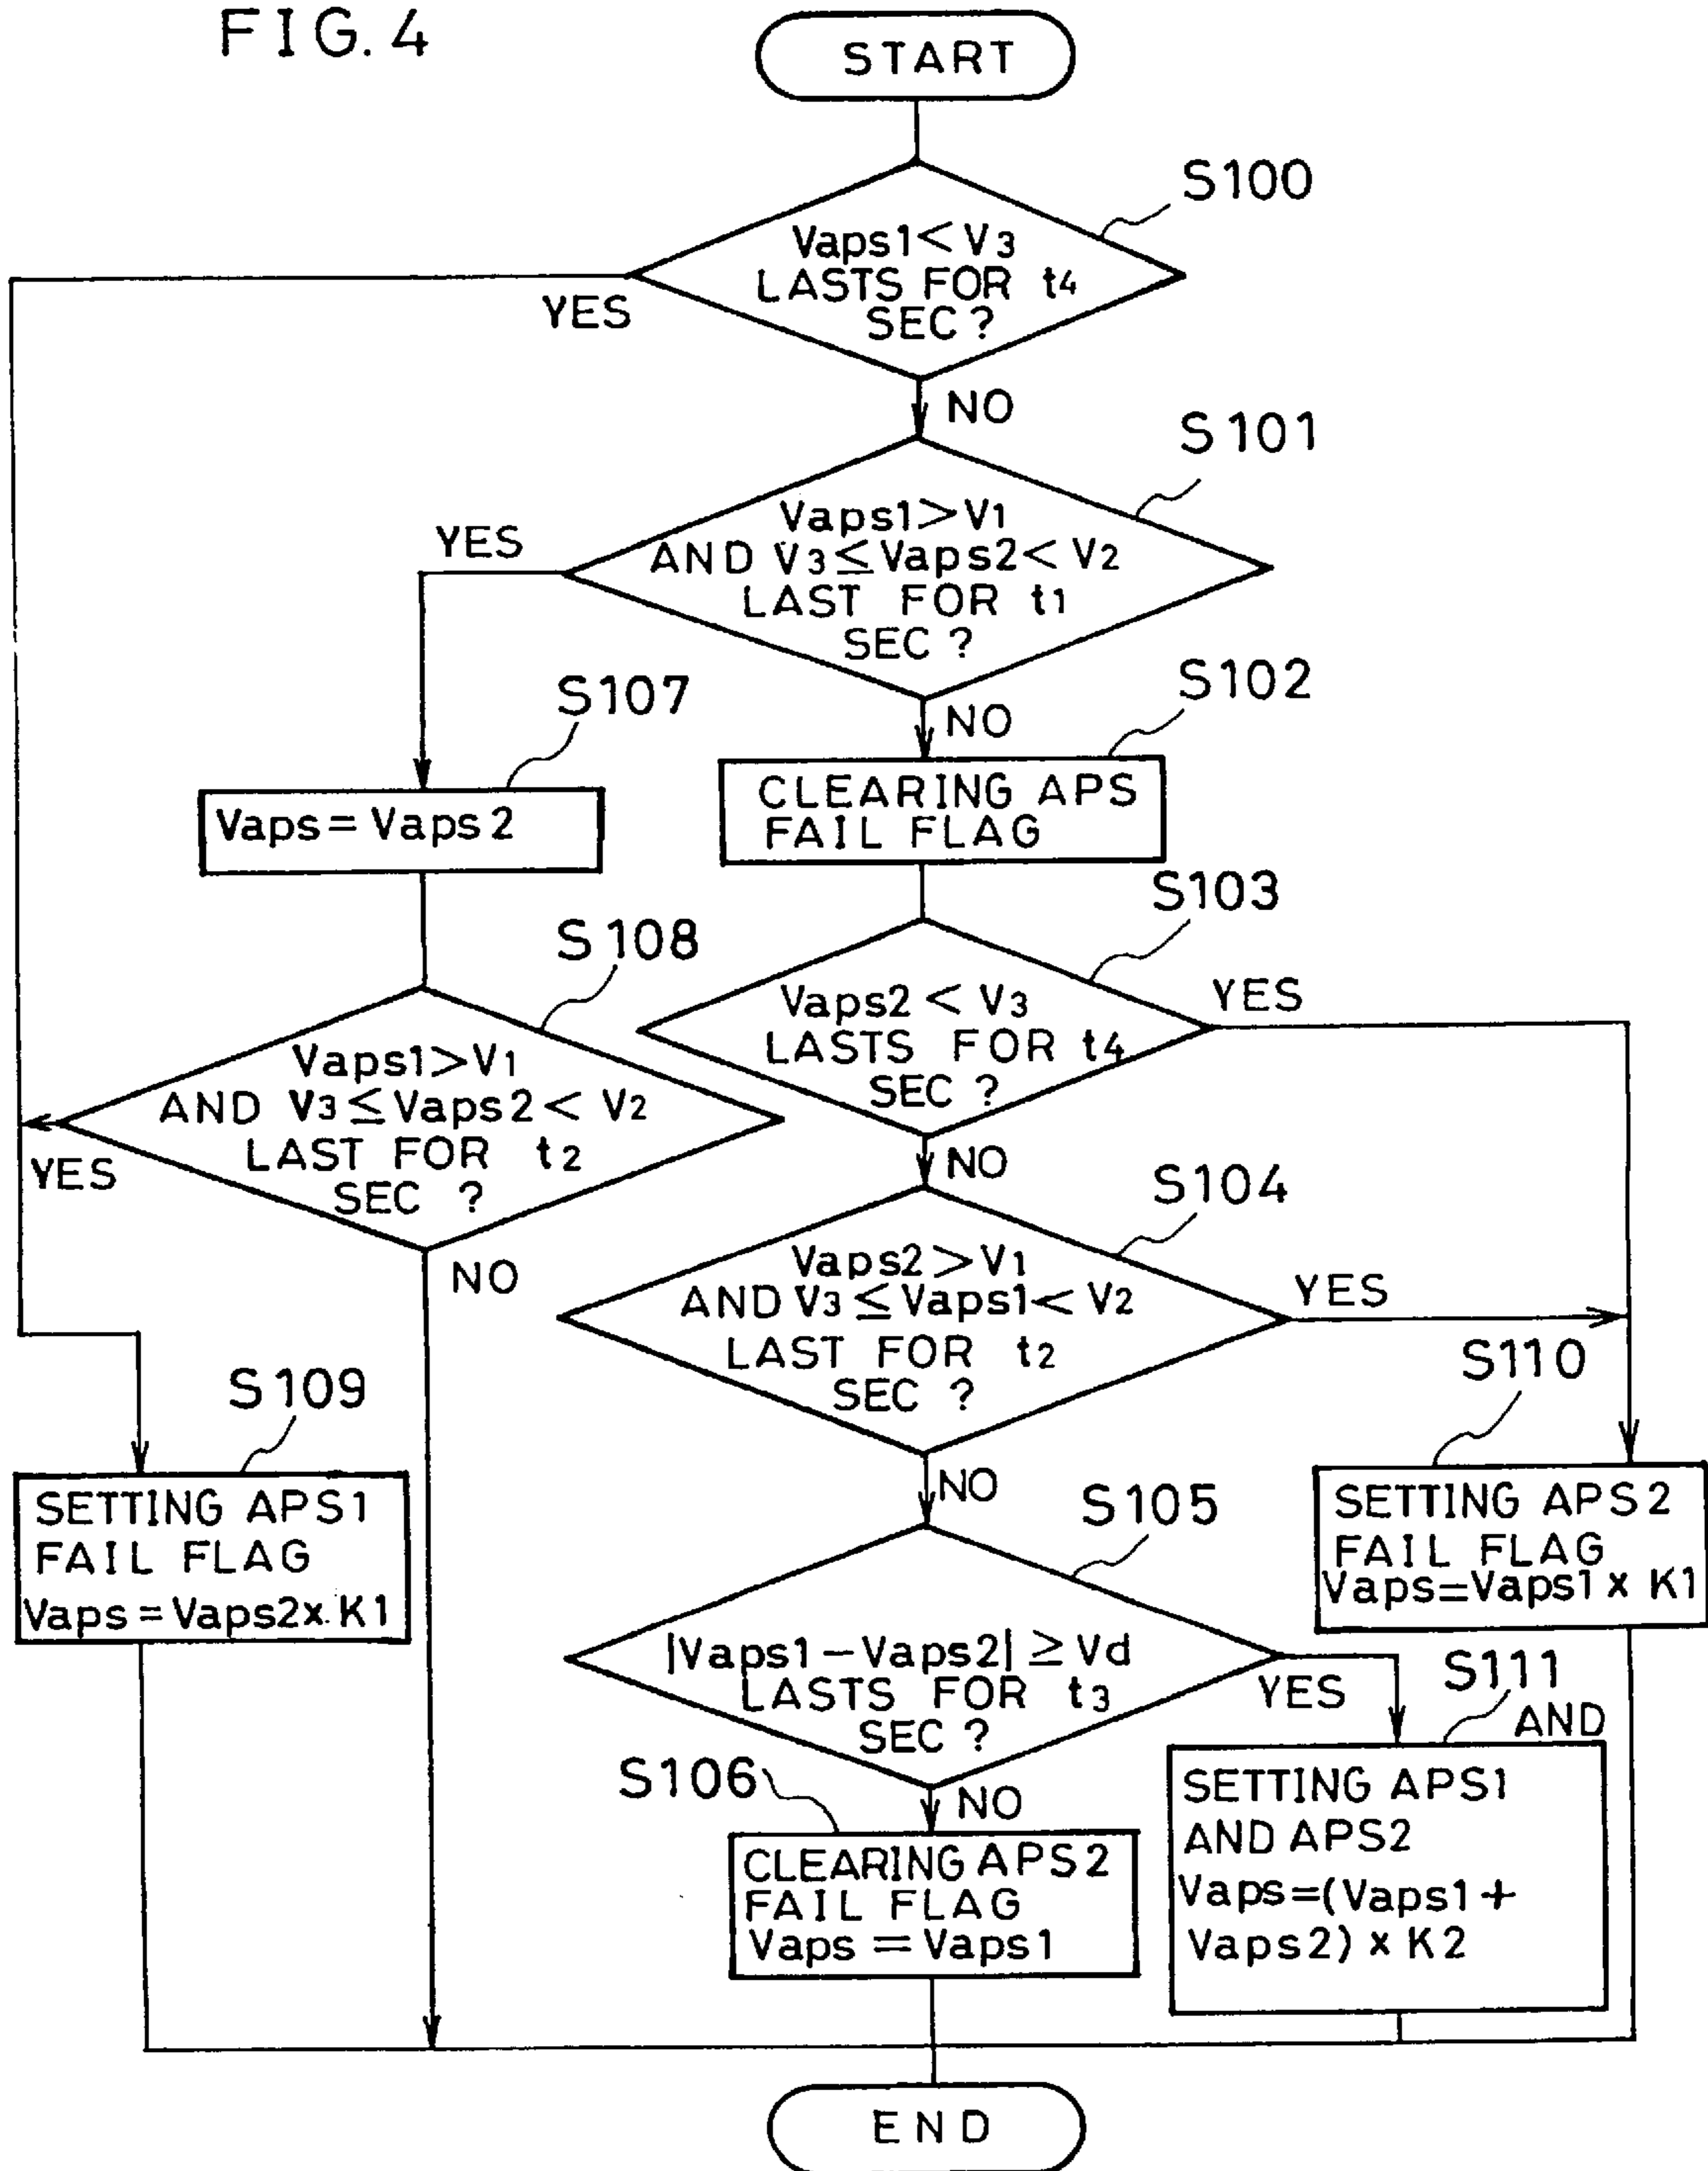 FIG. 4
START
S100
Vaps1 < V3
LASTS FOR t4
SEC ?
YES
NO
S101
Vaps1 > V1
AND V3 ≤ Vaps2 < V2
LAST FOR t1
SEC ?
YES
NO
S107
Vaps = Vaps2
S102
CLEARING APS
FAIL FLAG
S103
Vaps2 < V3
LASTS FOR t4
SEC ?
YES
NO
S108
Vaps1 > V1
AND V3 ≤ Vaps2 < V2
LAST FOR t2
SEC ?
YES
NO
S104
Vaps2 > V1
AND V3 ≤ Vaps1 < V2
LAST FOR t2
SEC ?
YES
NO
S109
SETTING APS1
FAIL FLAG
Vaps = Vaps2 x K1
S110
SETTING APS2
FAIL FLAG
Vaps = Vaps1 x K1
S105
|Vaps1 − Vaps2| ≥ Vd
LASTS FOR t3
SEC ?
YES
NO
S111
AND
SETTING APS1
AND APS2
Vaps = (Vaps1 +
Vaps2) x K2
S106
CLEARING APS2
FAIL FLAG
Vaps = Vaps1
END